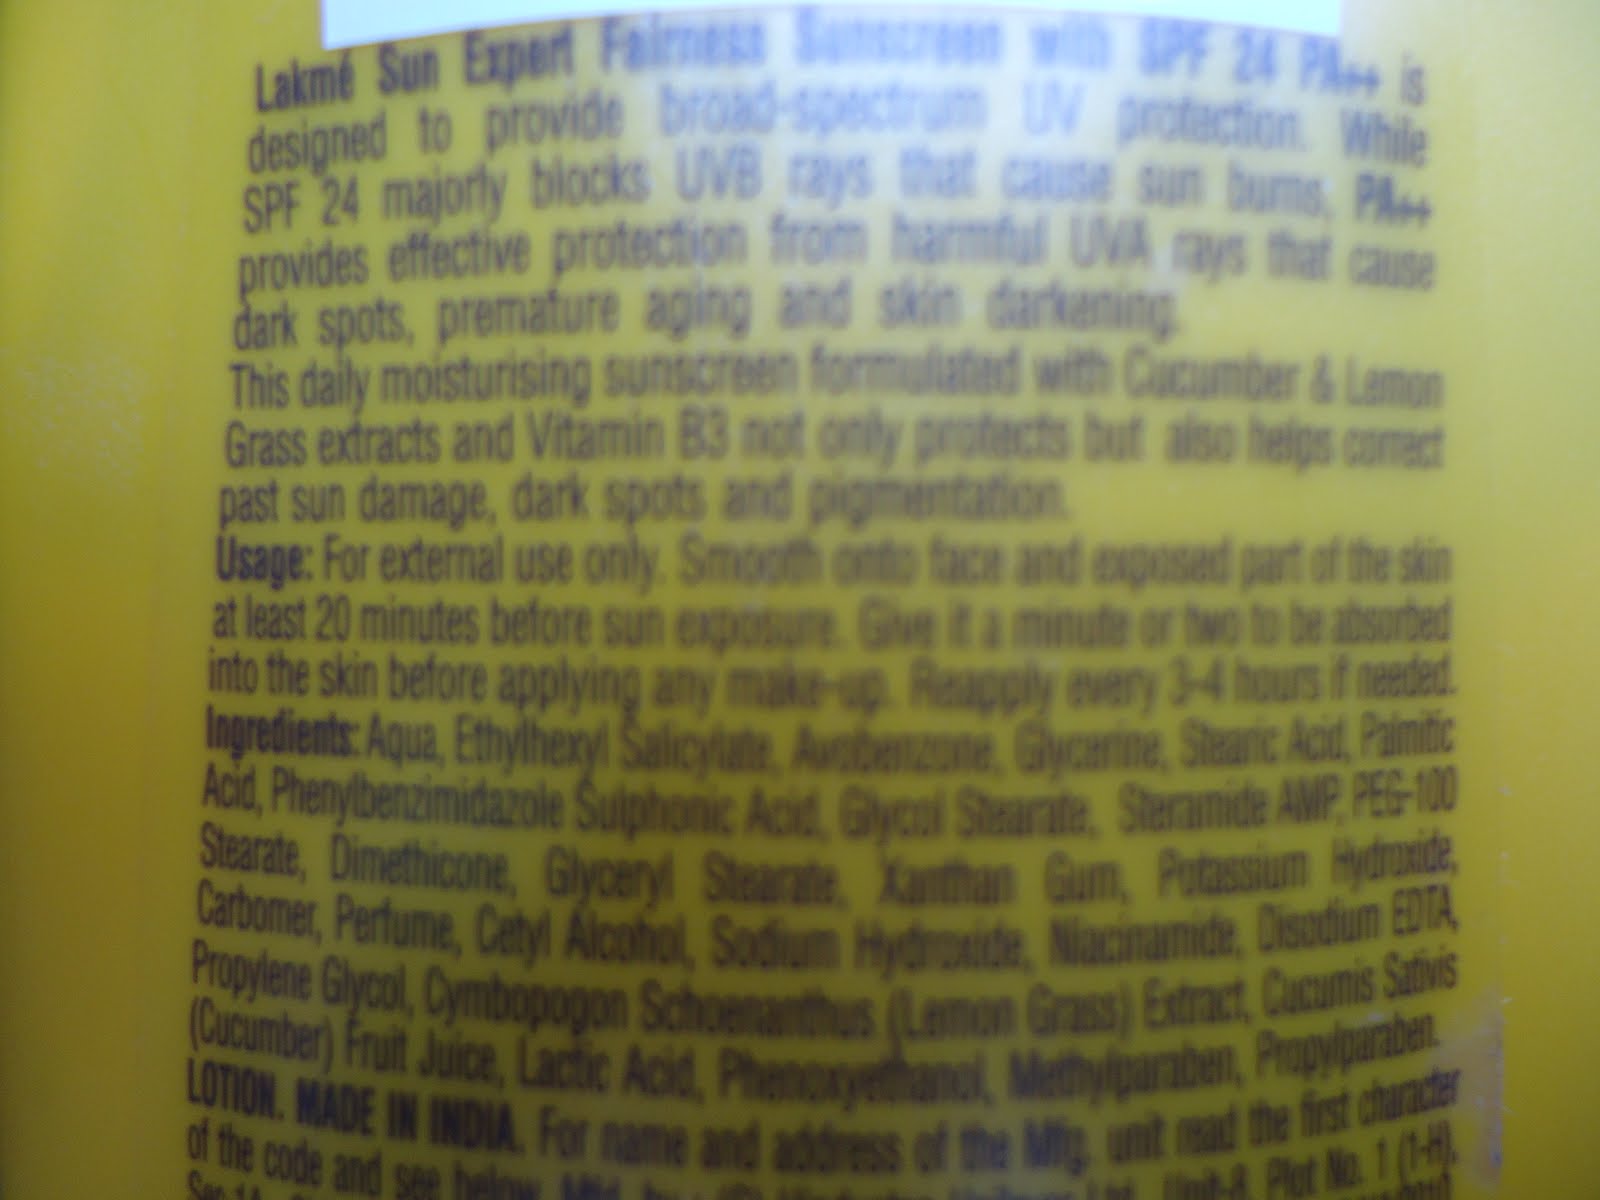 Lakmé Sun Expert Fairness Sunscreen with SPF 24 PA++ is
designed to provide broad-spectrum UV protection. While
SPF 24 majorly blocks UVB rays that cause sun burns, PA++
provides effective protection from harmful UVA rays that cause
dark spots, premature aging and skin darkening.
This daily moisturising sunscreen formulated with Cucumber & Lemon
Grass extracts and Vitamin B3 not only protects but also helps correct
past sun damage, dark spots and pigmentation.
Usage: For external use only. Smooth onto face and exposed part of the skin
at least 20 minutes before sun exposure. Give it a minute or two to be absorbed
into the skin before applying any make-up. Reapply every 3-4 hours if needed.
Ingredients: Aqua, Ethylhexyl Salicylate, Avobenzone, Glycerine, Stearic Acid, Palmitic
Acid, Phenylbenzimidazole Sulphonic Acid, Glycol Stearate, Steramide AMP, PEG-100
Stearate, Dimethicone, Glyceryl Stearate, Xanthan Gum, Potassium Hydroxide,
Carbomer, Perfume, Cetyl Alcohol, Sodium Hydroxide, Niacinamide, Disodium EDTA,
Propylene Glycol, Cymbopogon Schoenanthus (Lemon Grass) Extract, Cucumis Sativis
(Cucumber) Fruit Juice, Lactic Acid, Phenoxyethanol, Methylparaben, Propylparaben.
LOTION. MADE IN INDIA. For name and address of the Mfg. unit read the first character
of the code and see below. Plot No. 1 (1-H),